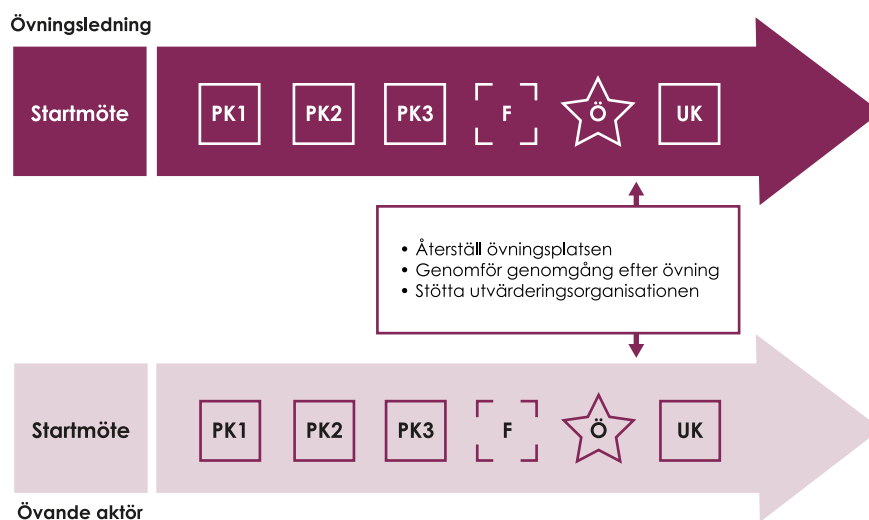 Övningsledning
Startmöte
PK1
PK2
PK3
F
Ö
UK
• Återställ övningsplatsen
• Genomför genomgång efter övning
• Stötta utvärderingsorganisationen
Startmöte
PK1
PK2
PK3
F
Ö
UK
Övande aktör